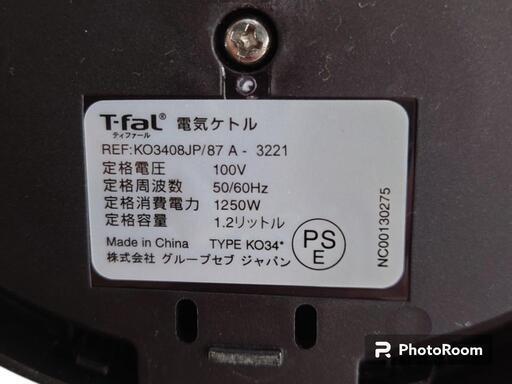 T-fal® 電気ケトル
ティファール
REF:KO3408JP/87 A - 3221
定格電圧 100V
定格周波数 50/60Hz
定格消費電力 1250W
定格容量 1.2リットル
Made in China TYPE KO34*
株式会社 グループセブ ジャパン
PS
E
NC00130275
PhotoRoom